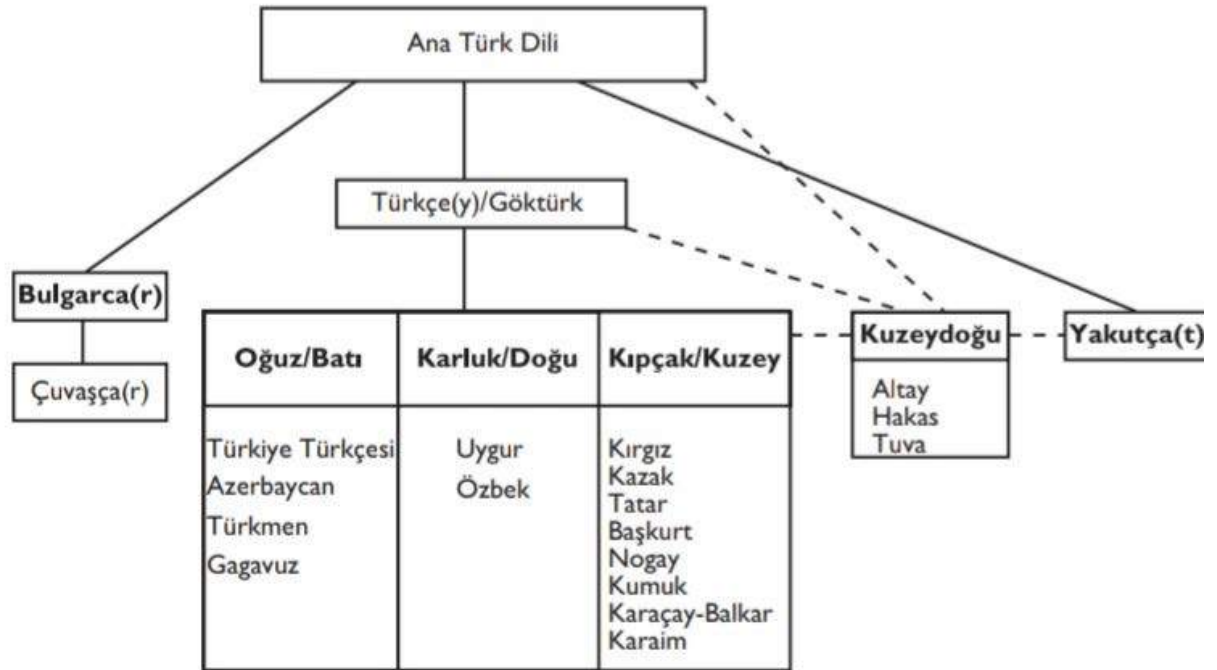 Ana Türk Dili
Türkçe(y)/Göktürk
Bulgarca(r)
Çuvaşça(r)
Oğuz/Batı
Türkiye Türkçesi
Azerbaycan
Türkmen
Gagavuz
Karluk/Doğu
Uygur
Özbek
Kıpçak/Kuzey
Kırgız
Kazak
Tatar
Başkurt
Nogay
Kumuk
Karaçay-Balkar
Karaim
Kuzeydoğu
Altay
Hakas
Tuva
Yakutça(t)